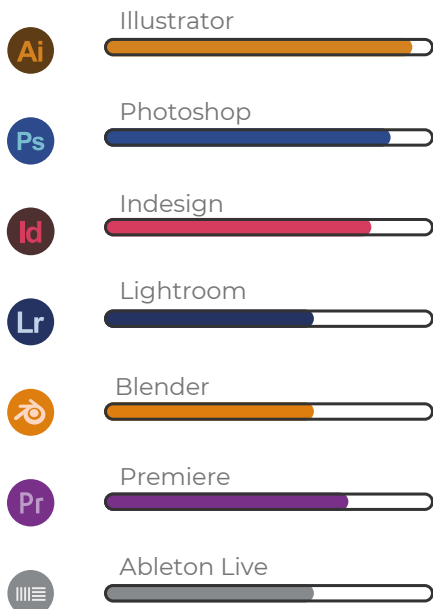 Illustrator
Ai
Photoshop
Ps
Indesign
Id
Lightroom
Lr
Blender
Premiere
Pr
Ableton Live